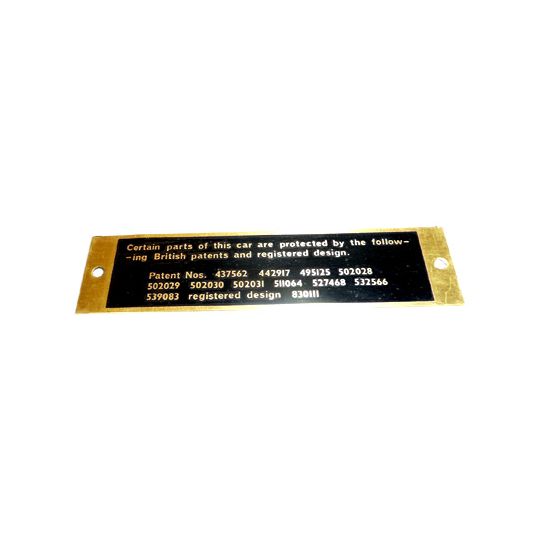 Certain parts of this car are protected by the follow-
-ing British patents and registered design.
Patent Nos. 437562 442917 495125 502028
502029 502030 502031 511064 527468 532566
539083 registered design 830111